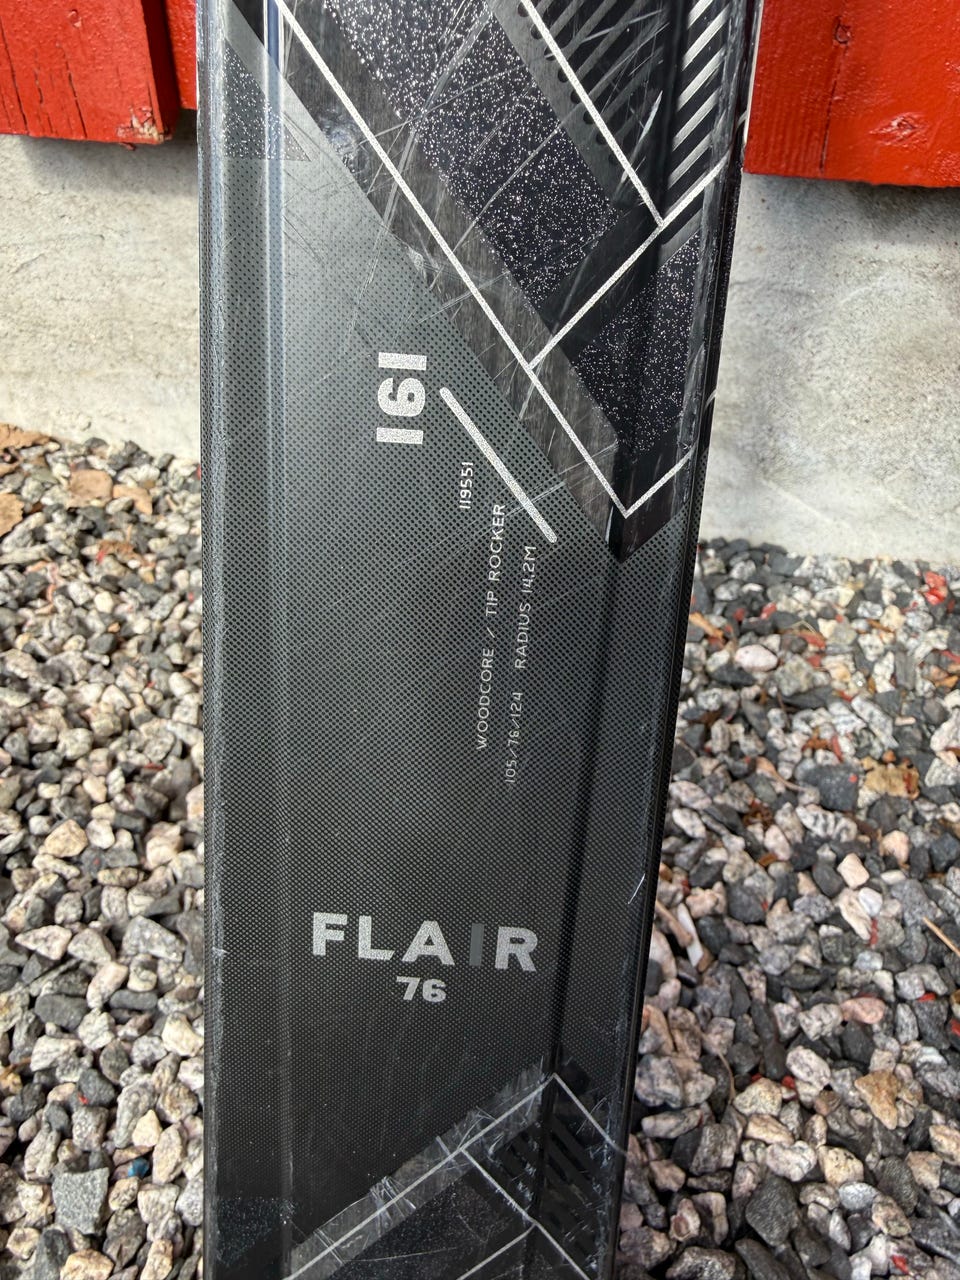 161
119551
WOODCORE / TIP ROCKER
105/76/124 RADIUS 14,2M
FLAIR
76